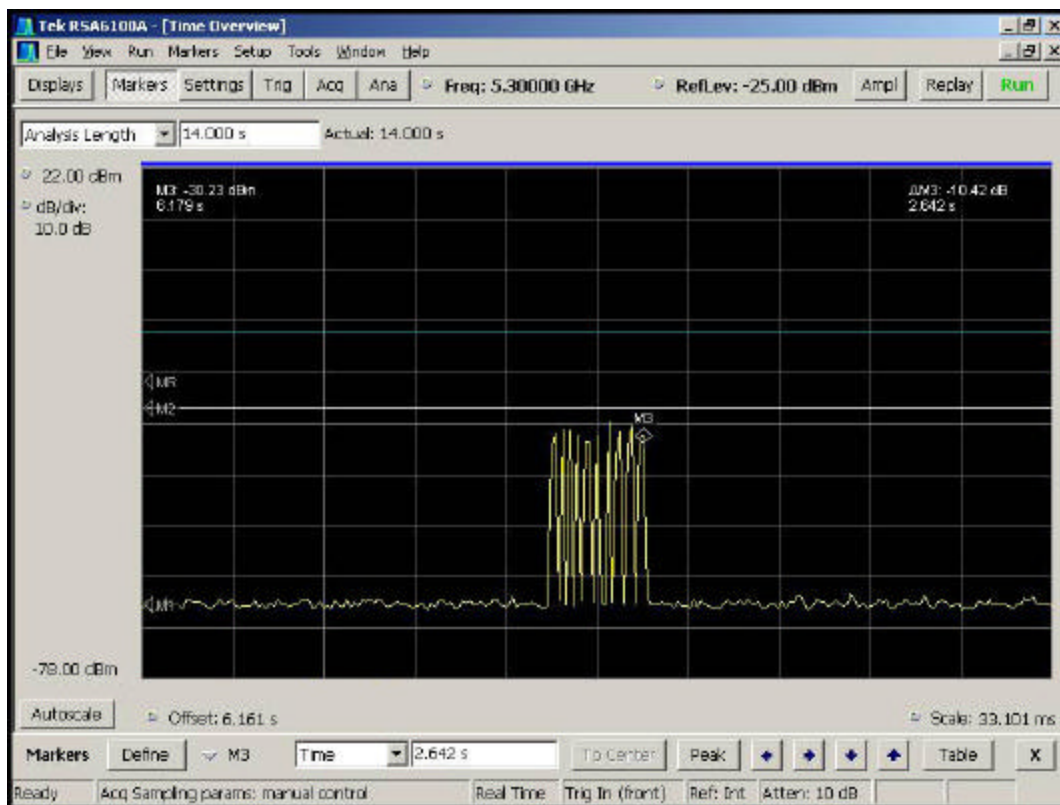 Tek RSA6100A - [Time Overview]
File View Run Markers Setup Tools Window Help
Displays Markers Settings Trig Acq Ana Freq: 5.30000 GHz RefLev: -25.00 dBm Ampl Replay Run
Analysis Length 14.000 s Actual: 14.000 s
22.00 dBm
dB/div:
10.0 dB
M3: -30.23 dBm
6.179 s
ΔM3: -10.42 dB
2.642 s
MR
M2
M3
M1
-78.00 dBm
Autoscale Offset: 6.161 s Scale: 33.101 ms
Markers Define M3 Time 2.642 s To Center Peak Table X
Ready Acq Sampling params: manual control Real Time Trig In (front) Ref: Int Atten: 10 dB